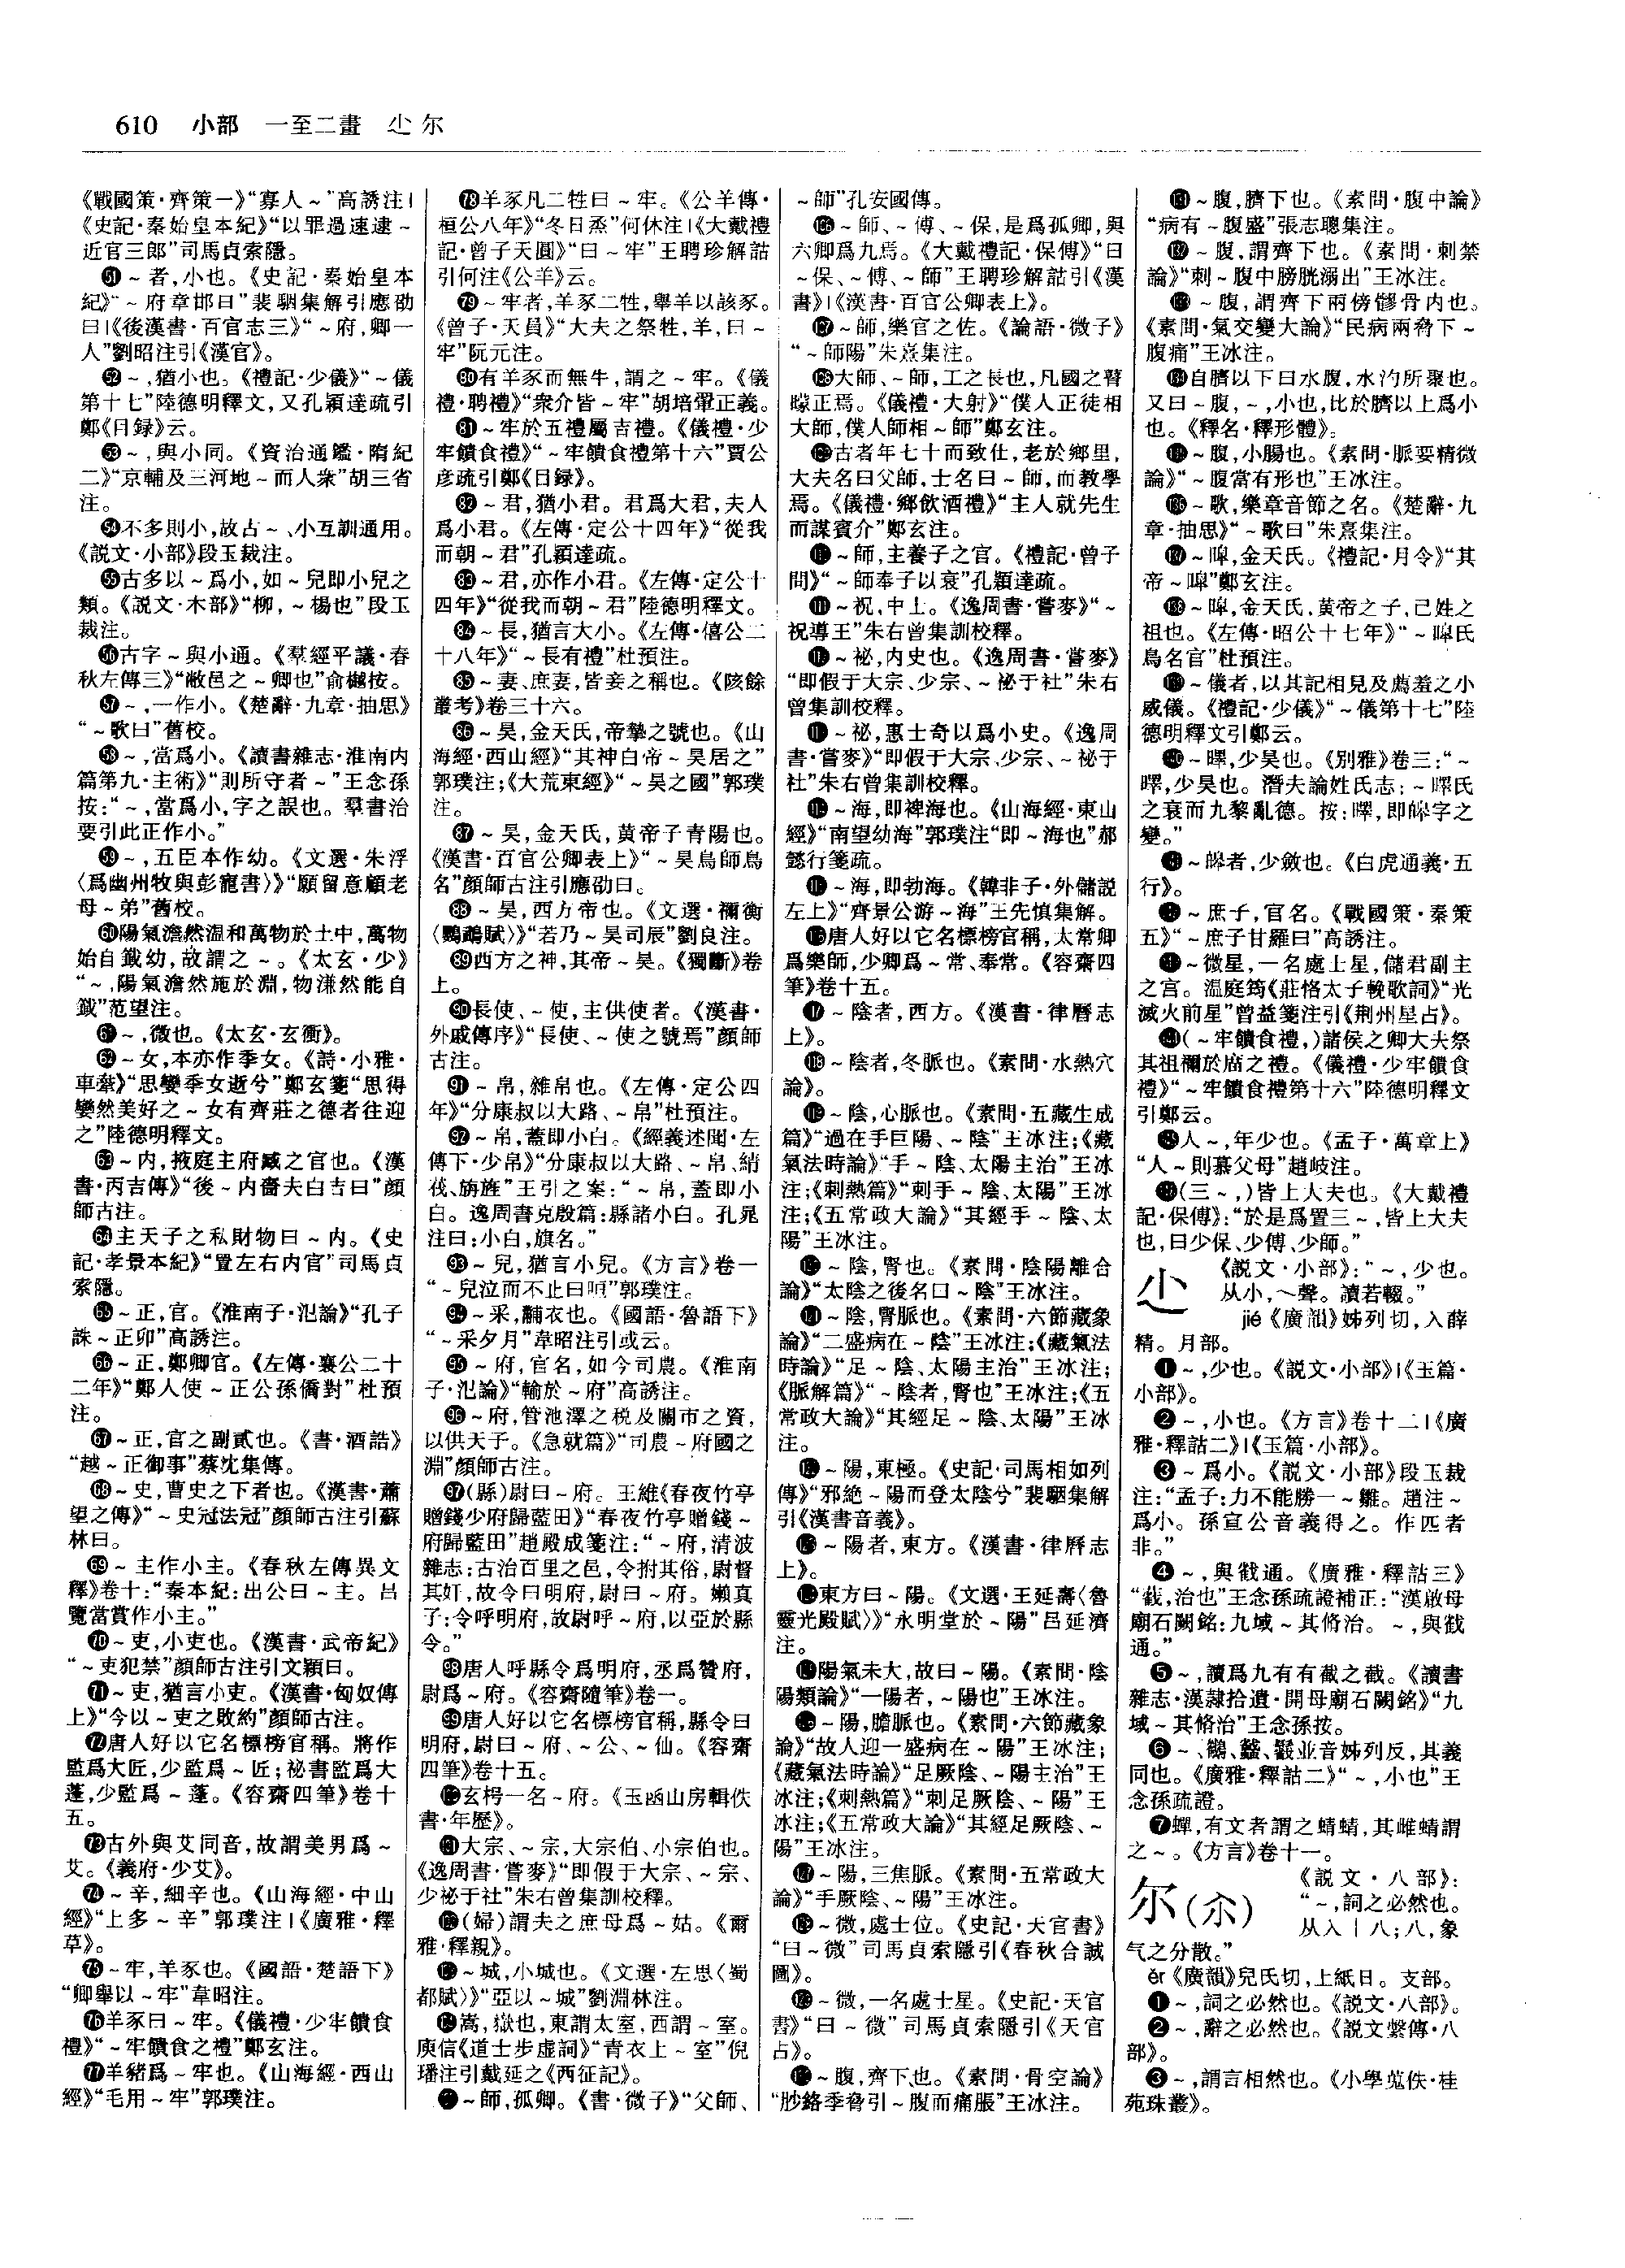 610 小部 一至二畫 尐尔
《戰國策·齊策一》“寡人～”高誘注|
《史記·秦始皇本紀》“以罪過速逮～
近官三郎”司馬貞索隱。
51～者,小也。《史記·秦始皇本
紀》“～府章邯曰”裴駰集解引應劭
曰|《後漢書·百官志三》“～府,卿一
人”劉昭注引《漢官》。
52～,猶小也。《禮記·少儀》“～儀
第十七”陸德明釋文,又孔穎達疏引
鄭《目録》云。
53～,與小同。《資治通鑑·隋紀
二》“京輔及三河地～而人衆”胡三省
注。
54不多則小,故古～、小互訓通用。
《説文·小部》段玉裁注。
55古多以～爲小,如～兒即小兒之
類。《説文·木部》“柳,～楊也”段玉
裁注。
56古字～與小通。《羣經平議·春
秋左傳三》“敝邑之～卿也”俞樾按。
57～,一作小。《楚辭·九章·抽思》
“～歌曰”舊校。
58～,當爲小。《讀書雜志·淮南内
篇第九·主術》“則所守者～”王念孫
按:“～,當爲小,字之誤也。羣書治
要引此正作小。”
59～,五臣本作幼。《文選·朱浮
〈爲幽州牧與彭寵書〉》“願留意顧老
母～弟”舊校。
60陽氣澹然温和萬物於土中,萬物
始自鐵幼,故謂之～。《太玄·少》
“～,陽氣澹然施於淵,物溓然能自
鐵”范望注。
61～,微也。《太玄·玄衝》。
62～女,本亦作季女。《詩·小雅·
車舝》“思孌季女逝兮”鄭玄箋“思得
孌然美好之～女有齊莊之德者往迎
之”陸德明釋文。
63～内,掖庭主府臧之官也。《漢
書·丙吉傳》“後～内嗇夫白吉曰”顔
師古注。
64主天子之私財物曰～内。《史
記·孝景本紀》“置左右内官”司馬貞
索隱。
65～正,官。《淮南子·氾論》“孔子
誅～正卯”高誘注。
66～正,鄭卿官。《左傳·襄公二十
二年》“鄭人使～正公孫僑對”杜預
注。
67～正,官之副貳也。《書·酒誥》
“越～正御事”蔡沈集傳。
68～史,曹史之下者也。《漢書·蕭
望之傳》“～史冠法冠”顔師古注引蘇
林曰。
69～主作小主。《春秋左傳異文
釋》卷十:“秦本紀:出公曰～主。吕
覽當賞作小主。”
70～吏,小吏也。《漢書·武帝紀》
“～吏犯禁”顔師古注引文穎曰。
71～吏,猶言小吏。《漢書·匈奴傳
上》“今以～吏之敗約”顔師古注。
72唐人好以它名標榜官稱。將作
監爲大匠,少監爲～匠;祕書監爲大
蓬,少監爲～蓬。《容齋四筆》卷十
五。
73古外與艾同音,故謂美男爲～
艾。《義府·少艾》。
74～辛,細辛也。《山海經·中山
經》“上多～辛”郭璞注|《廣雅·釋
草》。
75～牢,羊豕也。《國語·楚語下》
“卿舉以～牢”韋昭注。
76羊豕曰～牢。《儀禮·少牢饋食
禮》“～牢饋食之禮”鄭玄注。
77羊豬爲～牢也。《山海經·西山
經》“毛用～牢”郭璞注。
78羊豕凡二牲曰～牢。《公羊傳·
桓公八年》“冬日烝”何休注|《大戴禮
記·曾子天圓》“曰～牢”王聘珍解詁
引何注《公羊》云。
79～牢者,羊豕二牲,舉羊以該豕。
《曾子·天員》“大夫之祭牲,羊,曰～
牢”阮元注。
80有羊豕而無牛,謂之～牢。《儀
禮·聘禮》“衆介皆～牢”胡培翬正義。
81～牢於五禮屬吉禮。《儀禮·少
牢饋食禮》“～牢饋食禮第十六”賈公
彦疏引鄭《目録》。
82～君,猶小君。君爲大君,夫人
爲小君。《左傳·定公十四年》“從我
而朝～君”孔穎達疏。
83～君,亦作小君。《左傳·定公十
四年》“從我而朝～君”陸德明釋文。
84～長,猶言大小。《左傳·僖公二
十八年》“～長有禮”杜預注。
85～妻、庶妻,皆妾之稱也。《陔餘
叢考》卷三十六。
86～昊,金天氏,帝摯之號也。《山
海經·西山經》“其神白帝～昊居之”
郭璞注;《大荒東經》“～昊之國”郭璞
注。
87～昊,金天氏,黄帝子青陽也。
《漢書·百官公卿表上》“～昊鳥師鳥
名”顔師古注引應劭曰。
88～昊,西方帝也。《文選·禰衡
〈鸚鵡賦〉》“若乃～昊司辰”劉良注。
89西方之神,其帝～昊。《獨斷》卷
上。
90長使、～使,主供使者。《漢書·
外戚傳序》“長使、～使之號焉”顔師
古注。
91～帛,雜帛也。《左傳·定公四
年》“分康叔以大路、～帛”杜預注。
92～帛,蓋即小白。《經義述聞·左
傳下·少帛》“分康叔以大路、～帛、綪
茷、旃旌”王引之案:“～帛,蓋即小
白。逸周書克殷篇:縣諸小白。孔晁
注曰:小白,旗名。”
93～兒,猶言小兒。《方言》卷一
“～兒泣而不止曰咺”郭璞注。
94～采,黼衣也。《國語·魯語下》
“～采夕月”韋昭注引或云。
95～府,官名,如今司農。《淮南
子·氾論》“輸於～府”高誘注。
96～府,管池澤之税及關市之資,
以供天子。《急就篇》“司農～府國之
淵”顔師古注。
97(縣)尉曰～府。王維《春夜竹亭
贈錢少府歸藍田》“春夜竹亭贈錢～
府歸藍田”趙殿成箋注:“～府,清波
雜志:古治百里之邑,令拊其俗,尉督
其奸,故令曰明府,尉曰～府。嬾真
子:令呼明府,故尉呼～府,以亞於縣
令。”
98唐人呼縣令爲明府,丞爲贊府,
尉爲～府。《容齋隨筆》卷一。
99唐人好以它名標榜官稱,縣令曰
明府,尉曰～府、～公、～仙。《容齋
四筆》卷十五。
玄枵一名～府。《玉函山房輯佚
書·年歷》。
大宗、～宗,大宗伯、小宗伯也。
《逸周書·嘗麥》“即假于大宗、～宗、
少祕于社”朱右曾集訓校釋。
(婦)謂夫之庶母爲～姑。《爾
雅·釋親》。
～城,小城也。《文選·左思〈蜀
都賦〉》“亞以～城”劉淵林注。
嵩,嶽也,東謂太室,西謂～室。
庾信《道士步虚詞》“青衣上～室”倪
璠注引戴延之《西征記》。
～師,孤卿。《書·微子》“父師、
～師”孔安國傳。
106～師、～傅、～保,是爲孤卿,與
六卿爲九焉。《大戴禮記·保傅》“曰
～保、～傅、～師”王聘珍解詁引《漢
書》|《漢書·百官公卿表上》。
107～師,樂官之佐。《論語·微子》
“～師陽”朱熹集注。
108大師、～師,工之長也,凡國之瞽
矇正焉。《儀禮·大射》“僕人正徒相
大師,僕人師相～師”鄭玄注。
古者年七十而致仕,老於鄉里,
大夫名曰父師,士名曰～師,而教學
焉。《儀禮·鄉飲酒禮》“主人就先生
而謀賓介”鄭玄注。
～師,主養子之官。《禮記·曾子
問》“～師奉子以衰”孔穎達疏。
～祝,中士。《逸周書·嘗麥》“～
祝導王”朱右曾集訓校釋。
～祕,内史也。《逸周書·嘗麥》
“即假于大宗、少宗、～祕于社”朱右
曾集訓校釋。
～祕,惠士奇以爲小史。《逸周
書·嘗麥》“即假于大宗、少宗、～祕于
社”朱右曾集訓校釋。
～海,即裨海也。《山海經·東山
經》“南望幼海”郭璞注“即～海也”郝
懿行箋疏。
～海,即勃海。《韓非子·外儲説
左上》“齊景公游～海”王先慎集解。
唐人好以它名標榜官稱,太常卿
爲樂師,少卿爲～常、奉常。《容齋四
筆》卷十五。
～陰者,西方。《漢書·律曆志
上》。
～陰者,冬脈也。《素問·水熱穴
論》。
～陰,心脈也。《素問·五藏生成
篇》“過在手巨陽、～陰”王冰注;《藏
氣法時論》“手～陰、太陽主治”王冰
注;《刺熱篇》“刺手～陰、太陽”王冰
注;《五常政大論》“其經手～陰、太
陽”王冰注。
～陰,腎也。《素問·陰陽離合
論》“太陰之後名曰～陰”王冰注。
～陰,腎脈也。《素問·六節藏象
論》“二盛病在～陰”王冰注;《藏氣法
時論》“足～陰、太陽主治”王冰注;
《脈解篇》“～陰者,腎也”王冰注;《五
常政大論》“其經足～陰、太陽”王冰
注。
～陽,東極。《史記·司馬相如列
傳》“邪絶～陽而登太陰兮”裴駰集解
引《漢書音義》。
～陽者,東方。《漢書·律曆志
上》。
東方曰～陽。《文選·王延壽〈魯
靈光殿賦〉》“永明堂於～陽”吕延濟
注。
陽氣未大,故曰～陽。《素問·陰
陽類論》“一陽者,～陽也”王冰注。
～陽,膽脈也。《素問·六節藏象
論》“故人迎一盛病在～陽”王冰注;
《藏氣法時論》“足厥陰、～陽主治”王
冰注;《刺熱篇》“刺足厥陰、～陽”王
冰注;《五常政大論》“其經足厥陰、～
陽”王冰注。
～陽,三焦脈。《素問·五常政大
論》“手厥陰、～陽”王冰注。
～微,處士位。《史記·天官書》
“曰～微”司馬貞索隱引《春秋合誠
圖》。
～微,一名處士星。《史記·天官
書》“曰～微”司馬貞索隱引《天官
占》。
～腹,齊下也。《素問·骨空論》
“䏚絡季脅引～腹而痛脹”王冰注。
～腹,臍下也。《素問·腹中論》
“病有～腹盛”張志聰集注。
～腹,謂齊下也。《素問·刺禁
論》“刺～腹中膀胱溺出”王冰注。
～腹,謂齊下兩傍髎骨内也。
《素問·氣交變大論》“民病兩脅下～
腹痛”王冰注。
自臍以下曰水腹,水汋所聚也。
又曰～腹,～,小也,比於臍以上爲小
也。《釋名·釋形體》。
～腹,小腸也。《素問·脈要精微
論》“～腹當有形也”王冰注。
～歌,樂章音節之名。《楚辭·九
章·抽思》“～歌曰”朱熹集注。
～皞,金天氏。《禮記·月令》“其
帝～皞”鄭玄注。
～皞,金天氏,黄帝之子,己姓之
祖也。《左傳·昭公十七年》“～皞氏
鳥名官”杜預注。
～儀者,以其記相見及薦羞之小
威儀。《禮記·少儀》“～儀第十七”陸
德明釋文引鄭云。
～曎,少昊也。《别雅》卷三:“～
曎,少昊也。潛夫論姓氏志:～曎氏
之衰而九黎亂德。按:曎,即皞字之
變。”
～皞者,少斂也。《白虎通義·五
行》。
～庶子,官名。《戰國策·秦策
五》“～庶子甘羅曰”高誘注。
～微星,一名處士星,儲君副主
之宫。温庭筠《莊恪太子輓歌詞》“光
滅火前星”曾益箋注引《荆州星占》。
(～牢饋食禮,)諸侯之卿大夫祭
其祖禰於廟之禮。《儀禮·少牢饋食
禮》“～牢饋食禮第十六”陸德明釋文
引鄭云。
人～,年少也。《孟子·萬章上》
“人～則慕父母”趙岐注。
(三～,)皆上大夫也。《大戴禮
記·保傅》:“於是爲置三～,皆上大夫
也,曰少保、少傅、少師。”
尐
《説文·小部》:“～,少也。
从小,乀聲。讀若輟。”
jié《廣韻》姊列切,入薛
精。月部。
❶～,少也。《説文·小部》|《玉篇·
小部》。
❷～,小也。《方言》卷十二|《廣
雅·釋詁二》|《玉篇·小部》。
❸～爲小。《説文·小部》段玉裁
注:“孟子:力不能勝一～雛。趙注～
爲小。孫宣公音義得之。作匹者
非。”
❹～,與𢧵通。《廣雅·釋詁三》
“𢧵,治也”王念孫疏證補正:“漢啟母
廟石闕銘:九域～其脩治。～,與𢧵
通。”
❺～,讀爲九有有截之截。《讀書
雜志·漢隸拾遺·開母廟石闕銘》“九
域～其脩治”王念孫按。
❻～、鶺、蠽、㔎並音姊列反,其義
同也。《廣雅·釋詁二》“～,小也”王
念孫疏證。
❼蟬,有文者謂之蜻蜻,其雌蜻謂
之～。《方言》卷十一。
尔(尒)
《説文·八部》:
“～,詞之必然也。
从入丨八;八,象
气之分散。”
ěr《廣韻》兒氏切,上紙日。支部。
❶～,詞之必然也。《説文·八部》。
❷～,辭之必然也。《説文繫傳·八
部》。
❸～,謂言相然也。《小學蒐佚·桂
苑珠叢》。